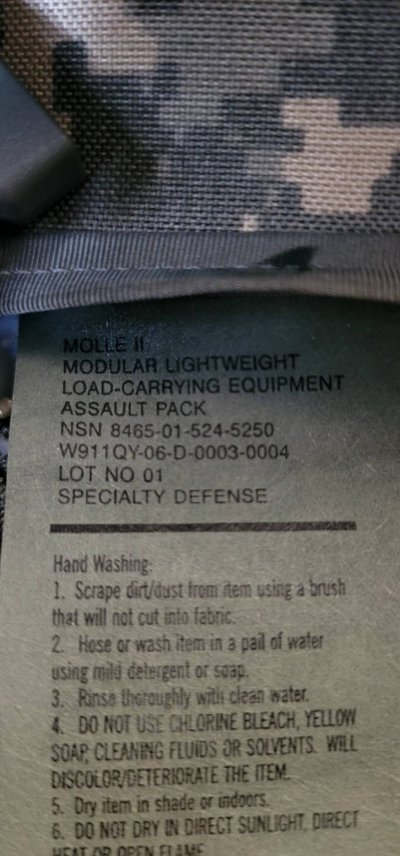 MOLLE II
MODULAR LIGHTWEIGHT
LOAD-CARRYING EQUIPMENT
ASSAULT PACK
NSN 8465-01-524-5250
W911QY-06-D-0003-0004
LOT NO 01
SPECIALTY DEFENSE
Hand Washing:
1. Scrape dirt/dust from item using a brush
that will not cut into fabric.
2. Hose or wash item in a pail of water
using mild detergent or soap.
3. Rinse thoroughly with clean water.
4. DO NOT USE CHLORINE BLEACH, YELLOW
SOAP, CLEANING FLUIDS OR SOLVENTS. WILL
DISCOLOR/DETERIORATE THE ITEM.
5. Dry item in shade or indoors.
6. DO NOT DRY IN DIRECT SUNLIGHT, DIRECT
HEAT OR OPEN FLAME